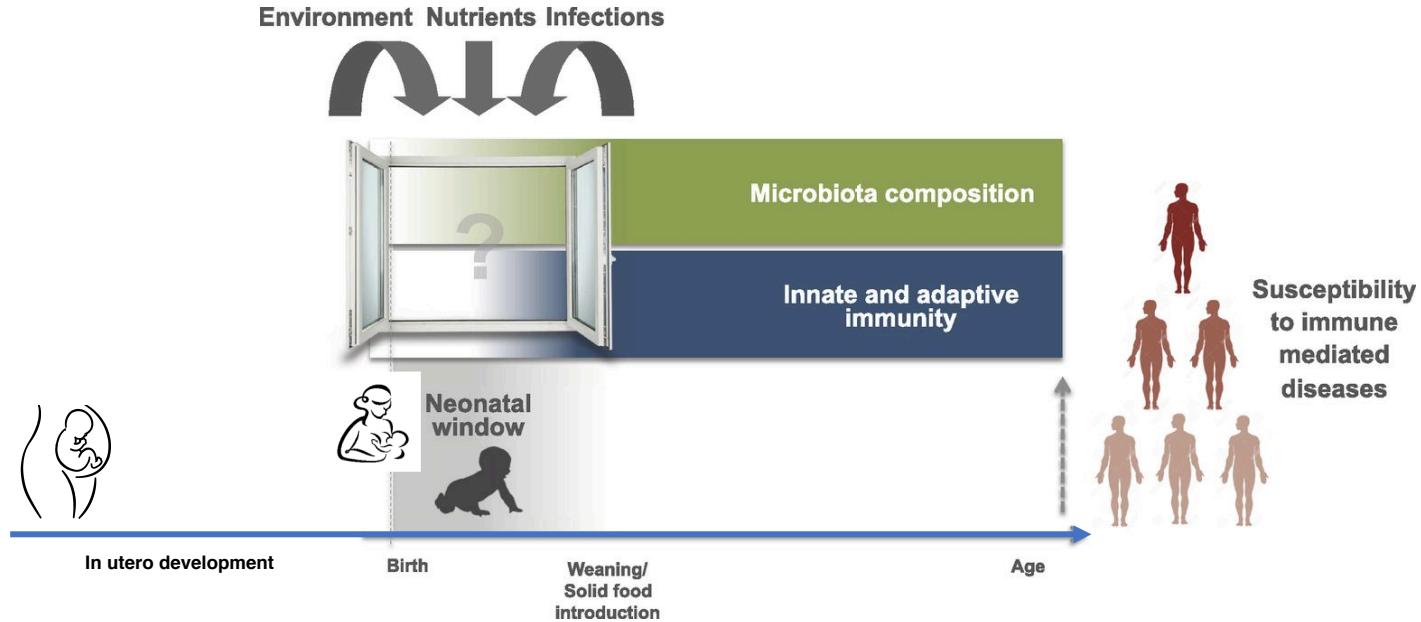 Environment Nutrients Infections
?
Microbiota composition
Innate and adaptive
immunity
Susceptibility
to immune
mediated
diseases
Neonatal
window
In utero development
Birth
Weaning/
Solid food
introduction
Age